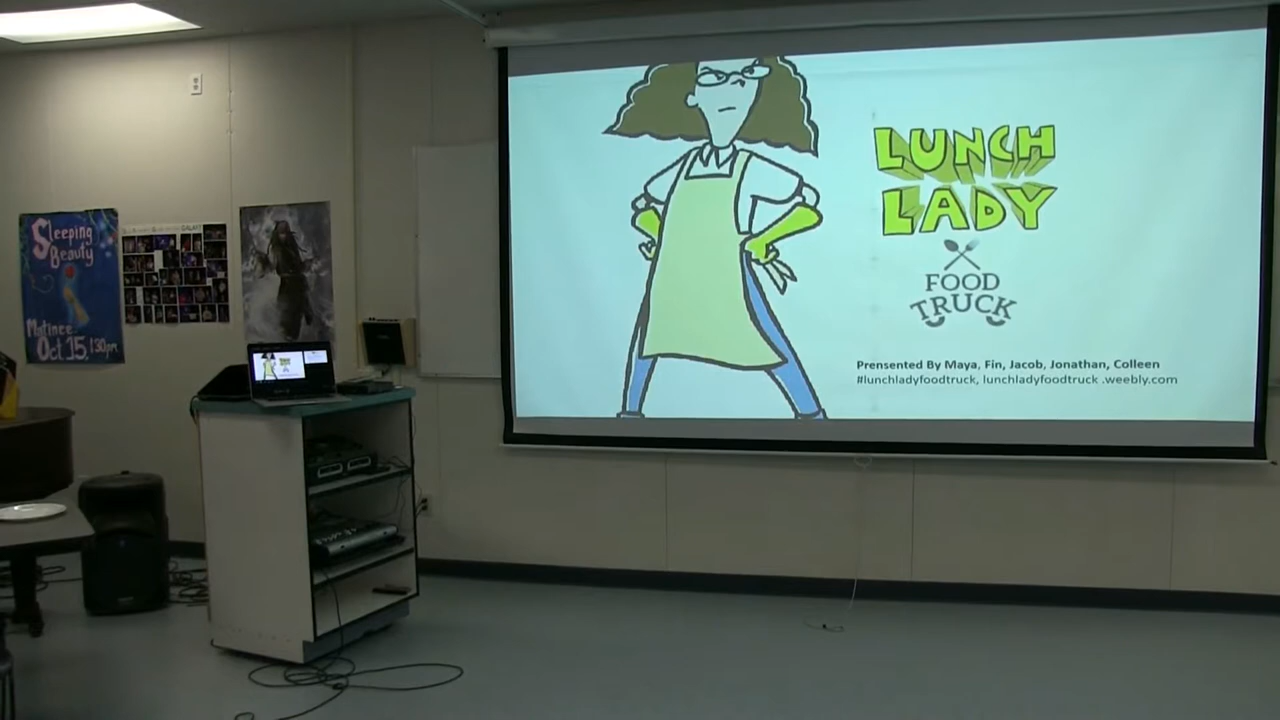 Sleeping
Beauty
Matinee
Oct 15, 1:30pm
LUNCH
LADY
FOOD
TRUCK
Prensented By Maya, Fin, Jacob, Jonathan, Colleen
#lunchladyfoodtruck, lunchladyfoodtruck .weebly.com